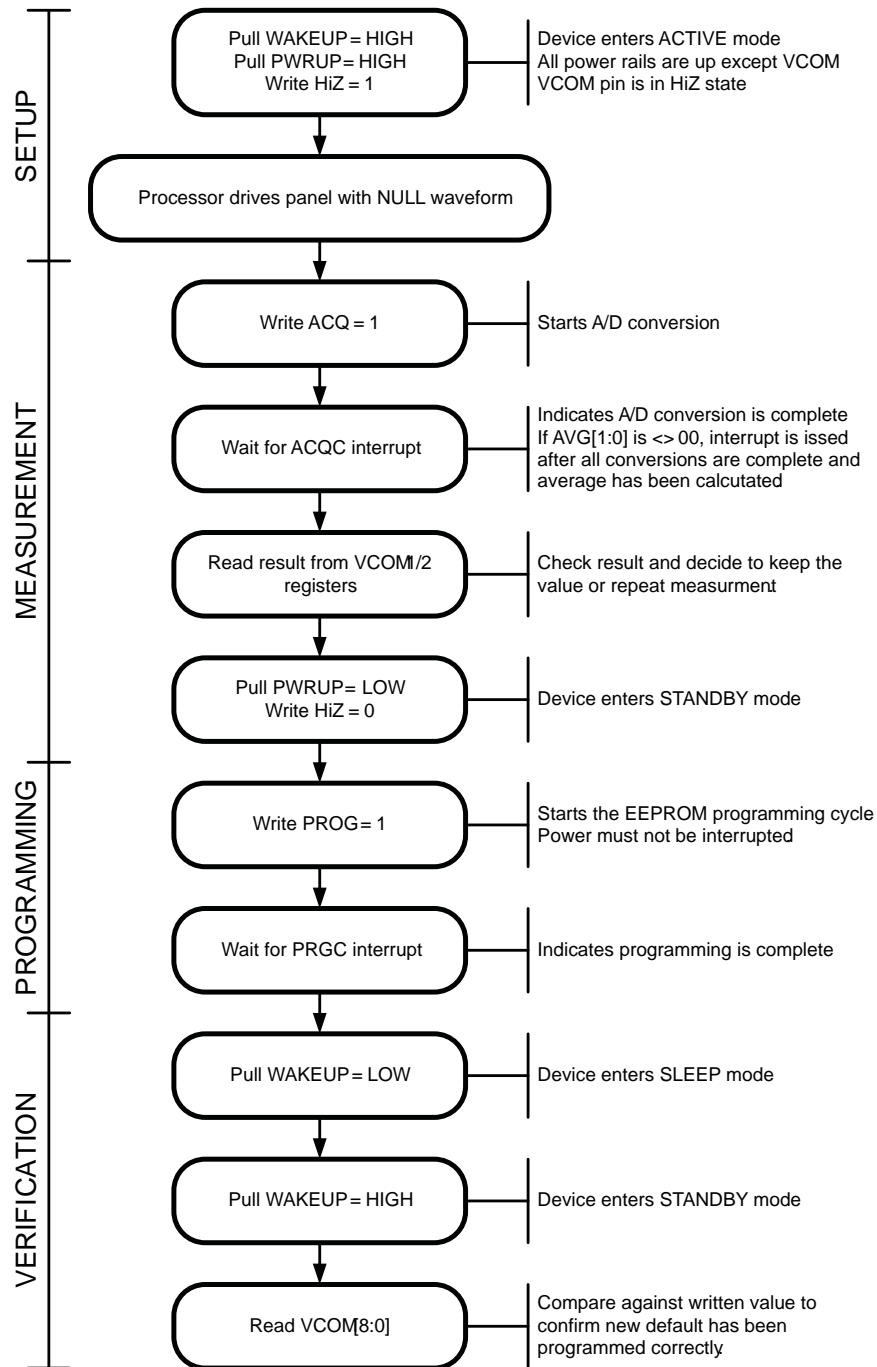 SETUP
Pull WAKEUP = HIGH
Pull PWRUP = HIGH
Write HiZ = 1
Device enters ACTIVE mode
All power rails are up except VCOM
VCOM pin is in HiZ state
Processor drives panel with NULL waveform
MEASUREMENT
Write ACQ = 1
Starts A/D conversion
Wait for ACQC interrupt
Indicates A/D conversion is complete
If AVG[1:0] is <> 00, interrupt is issed
after all conversions are complete and
average has been calcutated
Read result from VCOM1/2
registers
Check result and decide to keep the
value or repeat measurment.
Pull PWRUP = LOW
Write HiZ = 0
Device enters STANDBY mode
PROGRAMMING
Write PROG = 1
Starts the EEPROM programming cycle
Power must not be interrupted
Wait for PRGC interrupt
Indicates programming is complete
VERIFICATION
Pull WAKEUP = LOW
Device enters SLEEP mode
Pull WAKEUP = HIGH
Device enters STANDBY mode
Read VCOM[8:0]
Compare against written value to
confirm new default has been
programmed correctly.